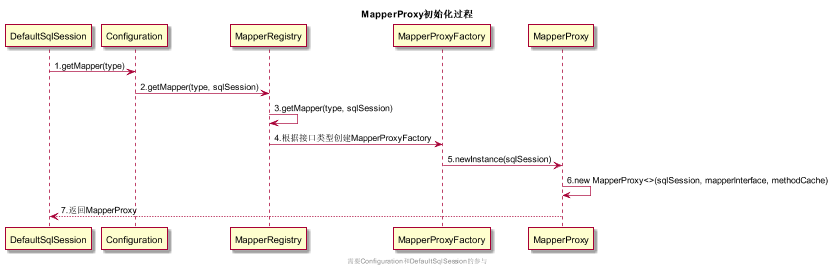 MapperProxy初始化过程
DefaultSqlSession Configuration MapperRegistry MapperProxyFactory MapperProxy
1.getMapper(type)
2.getMapper(type, sqlSession)
3.getMapper(type, sqlSession)
4.根据接口类型创建MapperProxyFactory
5.newInstance(sqlSession)
6.new MapperProxy<>(sqlSession, mapperInterface, methodCache)
7.返回MapperProxy
DefaultSqlSession Configuration MapperRegistry MapperProxyFactory MapperProxy
需要Configuration和DefaultSqlSession的参与